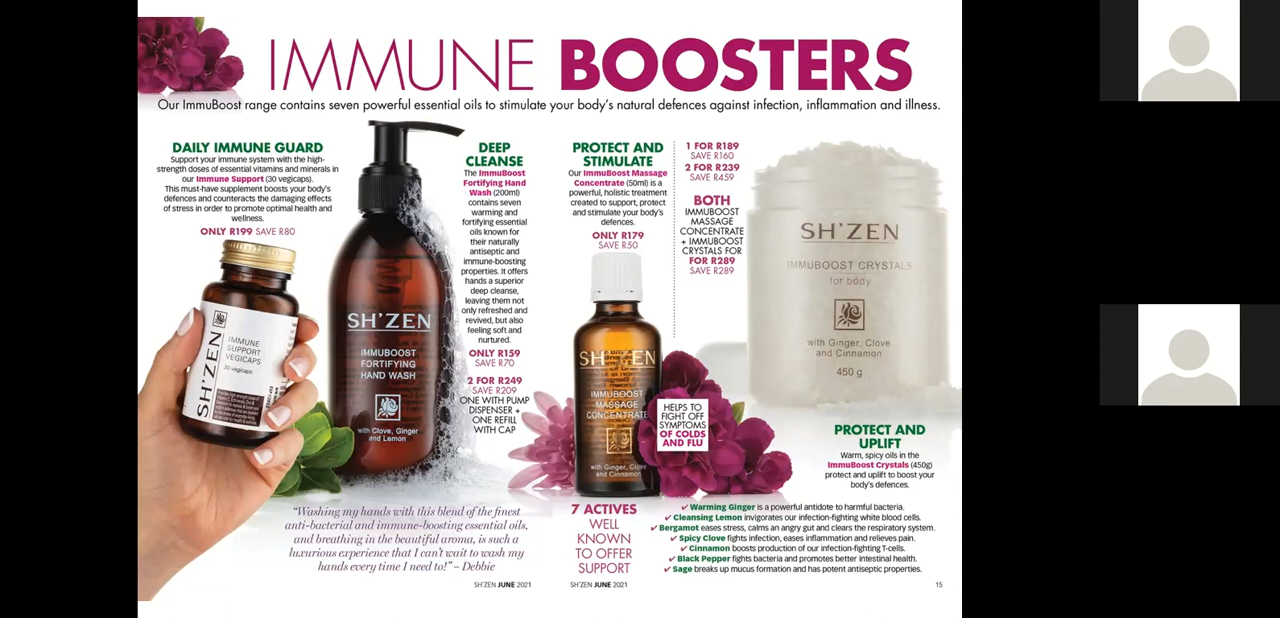 IMMUNE BOOSTERS
Our ImmuBoost range contains seven powerful essential oils to stimulate your body's natural defences against infection, inflammation and illness.
DAILY IMMUNE GUARD
Support your immune system with the high-
strength doses of essential vitamins and minerals in
our Immune Support (30 vegicaps).
This must-have supplement boosts your body's
defences and counteracts the damaging effects
of stress in order to promote optimal health and
wellness.
ONLY R199 SAVE R80
SH'ZEN
IMMUNE
SUPPORT
VEGICAPS
30 vegicaps
SH'ZEN
IMMUBOOST
FORTIFYING
HAND WASH
with Clove, Ginger
and Lemon
DEEP
CLEANSE
The ImmuBoost
Fortifying Hand
Wash (200ml)
contains seven
warming and
fortifying essential
oils known for
their naturally
antiseptic and
immune-boosting
properties. It offers
hands a superior
deep cleanse,
leaving them not
only refreshed and
revived, but also
feeling soft and
nurtured.
ONLY R159
SAVE R70
2 FOR R249
SAVE R209
ONE WITH PUMP
DISPENSER +
ONE REFILL
WITH CAP
"Washing my hands with this blend of the finest
anti-bacterial and immune-boosting essential oils,
and breathing in the beautiful aroma, is such a
luxurious experience that I can't wait to wash my
hands every time I need to!" – Debbie
SH'ZEN JUNE 2021
PROTECT AND
STIMULATE
Our ImmuBoost Massage
Concentrate (50ml) is a
powerful, holistic treatment
created to support, protect
and stimulate your body's
defences.
ONLY R179
SAVE R50
SH'ZEN
IMMUBOOST
MASSAGE
CONCENTRATE
with Ginger, Clove
and Cinnamon
HELPS TO
FIGHT OFF
SYMPTOMS
OF COLDS
AND FLU
1 FOR R189
SAVE R160
2 FOR R239
SAVE R459
BOTH
IMMUBOOST
MASSAGE
CONCENTRATE
+ IMMUBOOST
CRYSTALS FOR
FOR R289
SAVE R289
SH'ZEN
IMMUBOOST CRYSTALS
for body
with Ginger, Clove
and Cinnamon
450 g
PROTECT AND
UPLIFT
Warm, spicy oils in the
ImmuBoost Crystals (450g)
protect and uplift to boost your
body's defences.
7 ACTIVES
WELL
KNOWN
TO OFFER
SUPPORT
✓ Warming Ginger is a powerful antidote to harmful bacteria.
✓ Cleansing Lemon invigorates our infection-fighting white blood cells.
✓ Bergamot eases stress, calms an angry gut and clears the respiratory system.
✓ Spicy Clove fights infection, eases inflammation and relieves pain.
✓ Cinnamon boosts production of our infection-fighting T-cells.
✓ Black Pepper fights bacteria and promotes better intestinal health.
✓ Sage breaks up mucus formation and has potent antiseptic properties.
SH'ZEN JUNE 2021
15